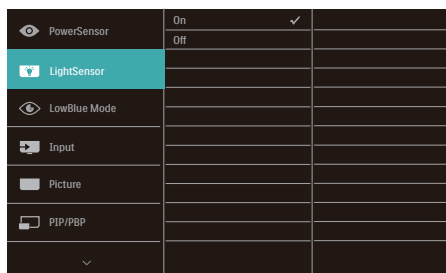 PowerSensor
On
Off
LightSensor
LowBlue Mode
Input
Picture
PIP/PBP